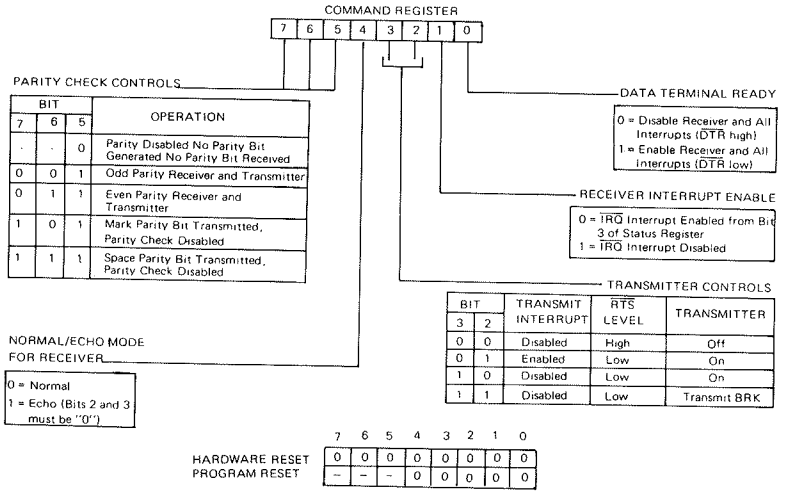 COMMAND REGISTER
7 6 5 4 3 2 1 0
PARITY CHECK CONTROLS
BIT OPERATION
7 6 5
- - 0 Parity Disabled No Parity Bit
Generated No Parity Bit Received
0 0 1 Odd Parity Receiver and Transmitter
0 1 1 Even Parity Receiver and
Transmitter
1 0 1 Mark Parity Bit Transmitted,
Parity Check Disabled
1 1 1 Space Parity Bit Transmitted,
Parity Check Disabled
NORMAL/ECHO MODE
FOR RECEIVER
0 = Normal
1 = Echo (Bits 2 and 3
must be "0")
DATA TERMINAL READY
0 = Disable Receiver and All
Interrupts (D̅T̅R̅ high)
1 = Enable Receiver and All
Interrupts (D̅T̅R̅ low)
RECEIVER INTERRUPT ENABLE
0 = I̅R̅Q̅ Interrupt Enabled from Bit
3 of Status Register
1 = I̅R̅Q̅ Interrupt Disabled
TRANSMITTER CONTROLS
BIT TRANSMIT R̅T̅S̅ TRANSMITTER
3 2 INTERRUPT LEVEL
0 0 Disabled High Off
0 1 Enabled Low On
1 0 Disabled Low On
1 1 Disabled Low Transmit BRK
7 6 5 4 3 2 1 0
HARDWARE RESET 0 0 0 0 0 0 0 0
PROGRAM RESET – – – 0 0 0 0 0